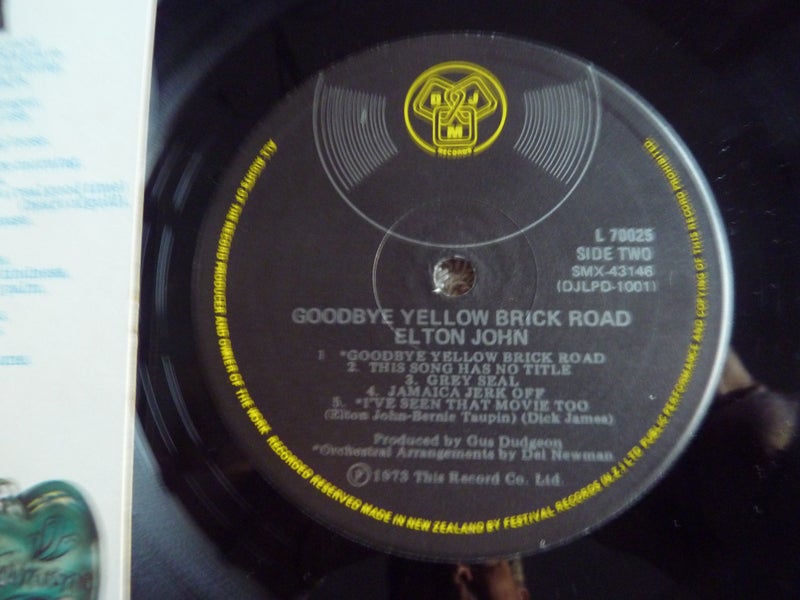 DJM
RECORDS
L 70025
SIDE TWO
SMX-43146
(DJLPD-1001)
GOODBYE YELLOW BRICK ROAD
ELTON JOHN
1 *GOODBYE YELLOW BRICK ROAD
2. THIS SONG HAS NO TITLE
3. GREY SEAL
4. JAMAICA JERK OFF
5. *I'VE SEEN THAT MOVIE TOO
(Elton John-Bernie Taupin) (Dick James)
Produced by Gus Dudgeon
*Orchestral Arrangements by Del Newman
Ⓟ 1973 This Record Co. Ltd.
ALL RIGHTS OF THE RECORD PRODUCER AND OWNER OF THE WORK RECORDED RESERVED MADE IN NEW ZEALAND BY FESTIVAL RECORDS (N.Z.) LTD PUBLIC PERFORMANCE AND COPYING OF THIS RECORD PROHIBITED